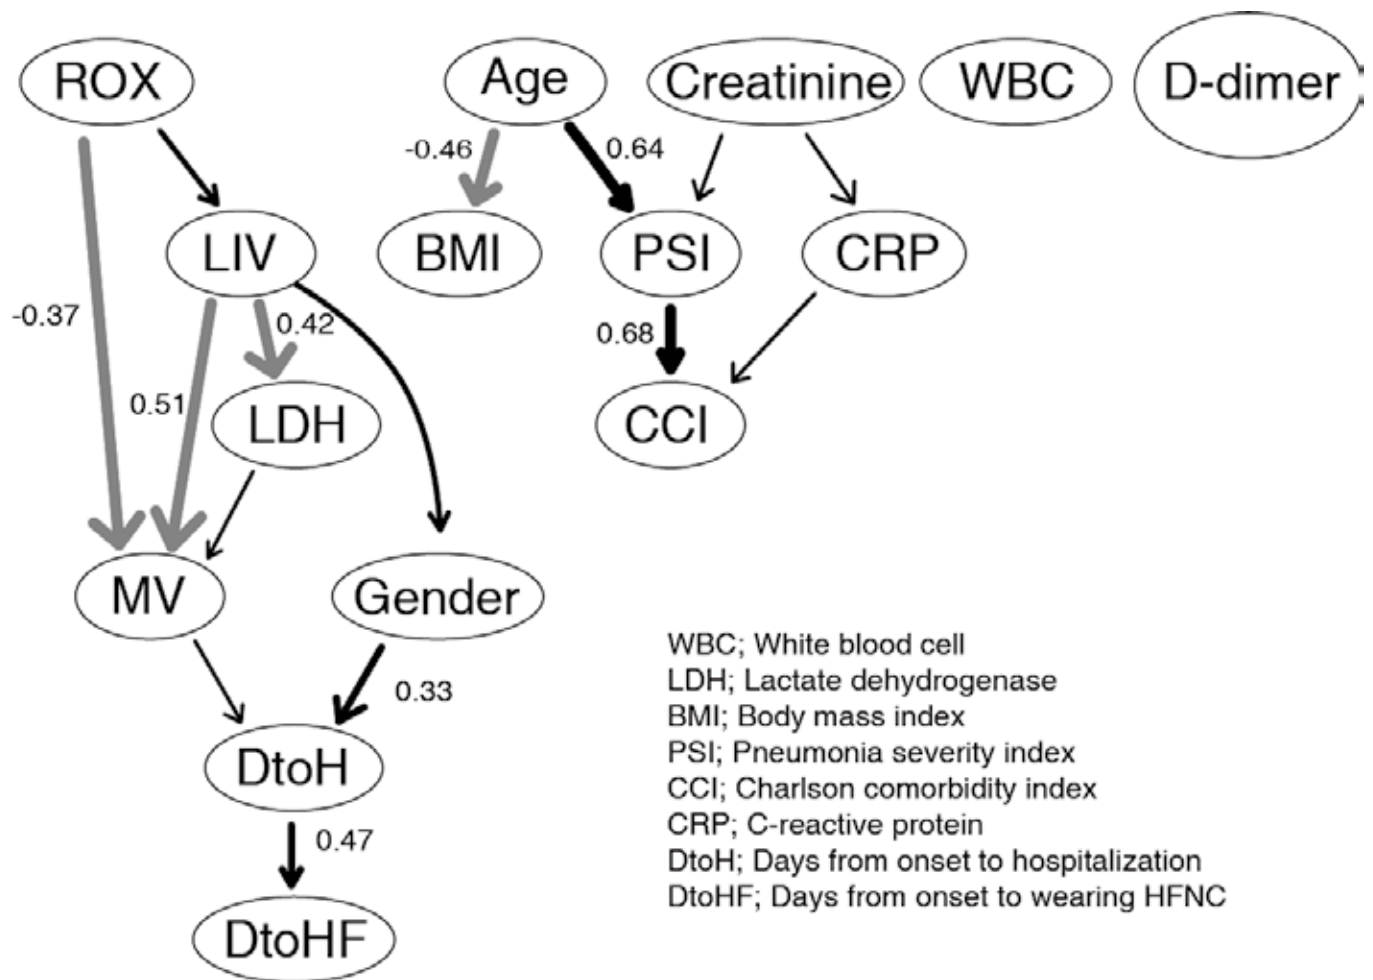 ROX
Age
Creatinine
WBC
D-dimer
-0.46
0.64
LIV
BMI
PSI
CRP
-0.37
0.42
0.68
0.51
LDH
CCI
MV
Gender
0.33
DtoH
0.47
DtoHF
WBC; White blood cell
LDH; Lactate dehydrogenase
BMI; Body mass index
PSI; Pneumonia severity index
CCI; Charlson comorbidity index
CRP; C-reactive protein
DtoH; Days from onset to hospitalization
DtoHF; Days from onset to wearing HFNC